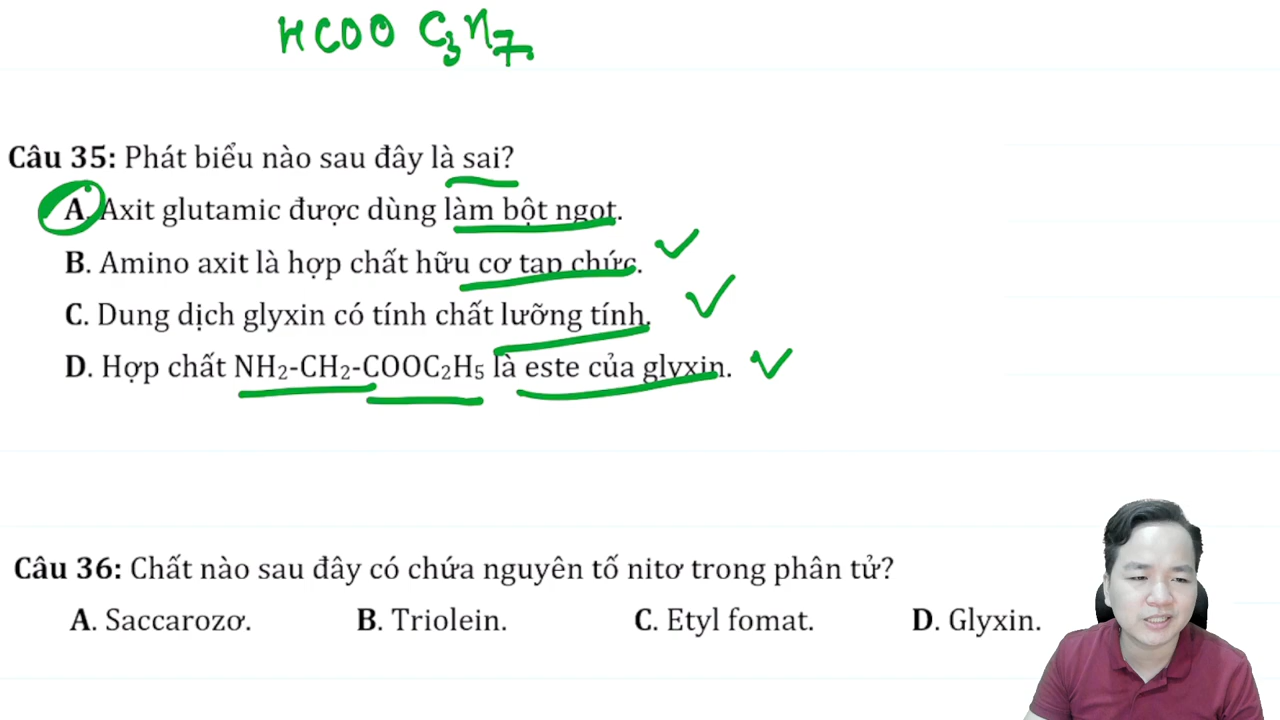 HCOO C3H7.
Câu 35: Phát biểu nào sau đây là sai?
A. Axit glutamic được dùng làm bột ngọt.
B. Amino axit là hợp chất hữu cơ tạp chức.
C. Dung dịch glyxin có tính chất lưỡng tính.
D. Hợp chất NH₂-CH₂-COOC₂H₅ là este của glyxin.
Câu 36: Chất nào sau đây có chứa nguyên tố nitơ trong phân tử?
A. Saccarozơ. B. Triolein. C. Etyl fomat. D. Glyxin.